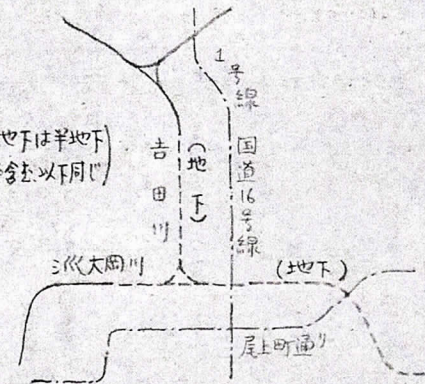 1号線
地下は半地下)
含む、以下同じ
吉田川
(地下)
国道16号線
派大岡川
(地下)
尾上町通り